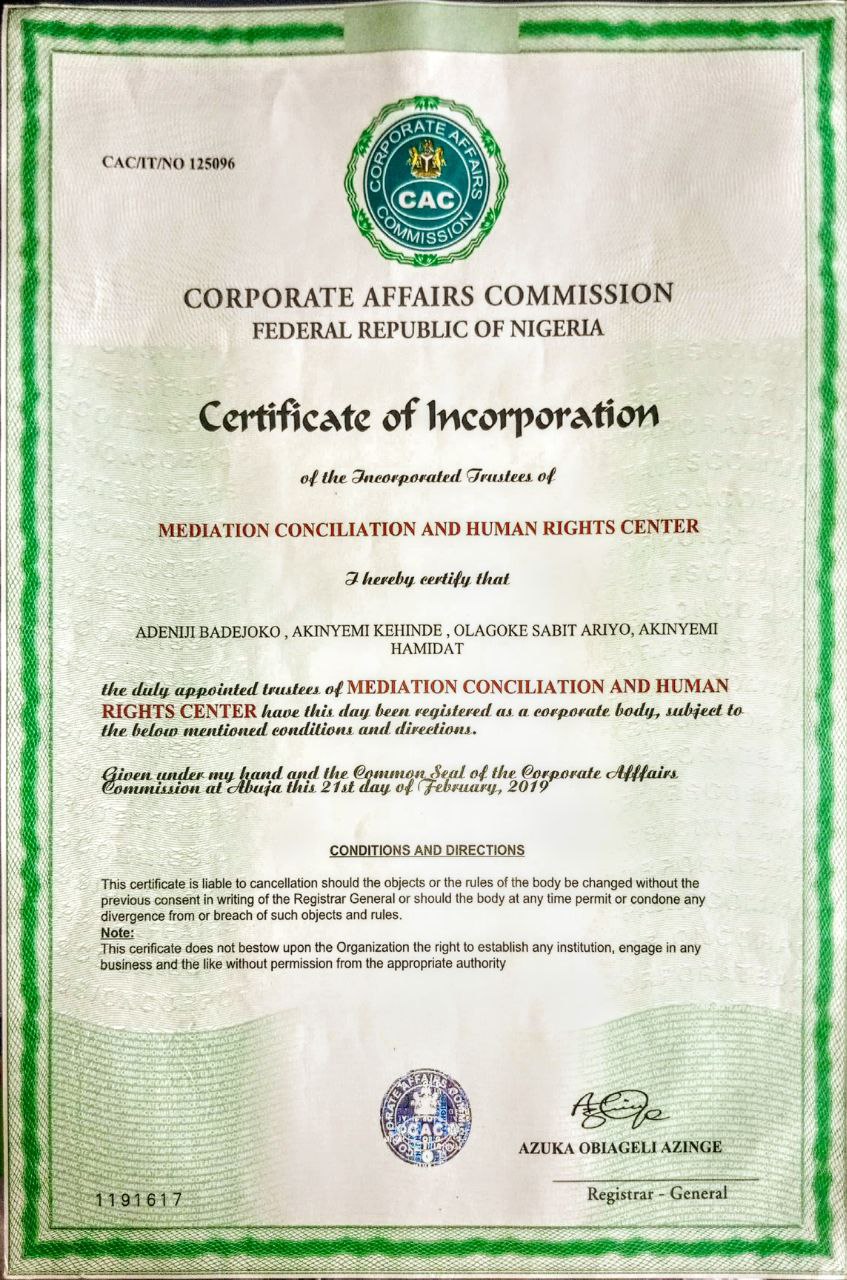 CAC/IT/NO 125096
CORPORATE AFFAIRS
CAC
COMMISSION
CORPORATE AFFAIRS COMMISSION
FEDERAL REPUBLIC OF NIGERIA
Certificate of Incorporation
of the Incorporated Trustees of
MEDIATION CONCILIATION AND HUMAN RIGHTS CENTER
I hereby certify that
ADENIJI BADEJOKO , AKINYEMI KEHINDE , OLAGOKE SABIT ARIYO, AKINYEMI
HAMIDAT
the duly appointed trustees of MEDIATION CONCILIATION AND HUMAN
RIGHTS CENTER have this day been registered as a corporate body, subject to
the below mentioned conditions and directions.
Given under my hand and the Common Seal of the Corporate Afffairs
Commission at Abuja this 21st day of February, 2019
CONDITIONS AND DIRECTIONS
This certificate is liable to cancellation should the objects or the rules of the body be changed without the
previous consent in writing of the Registrar General or should the body at any time permit or condone any
divergence from or breach of such objects and rules.
Note:
This cerificate does not bestow upon the Organization the right to establish any institution, engage in any
business and the like without permission from the appropriate authority
CAC
AZUKA OBIAGELI AZINGE
Registrar - General
1191617